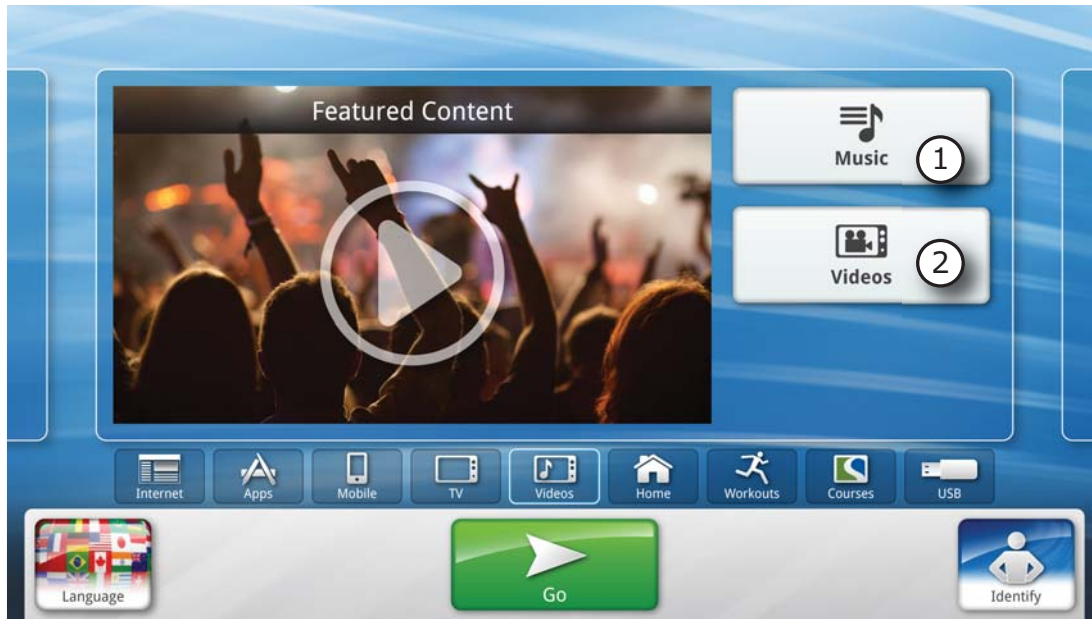 Featured Content
Music
1
Videos
2
Internet
Apps
Mobile
TV
Videos
Home
Workouts
Courses
USB
Language
Go
Identify